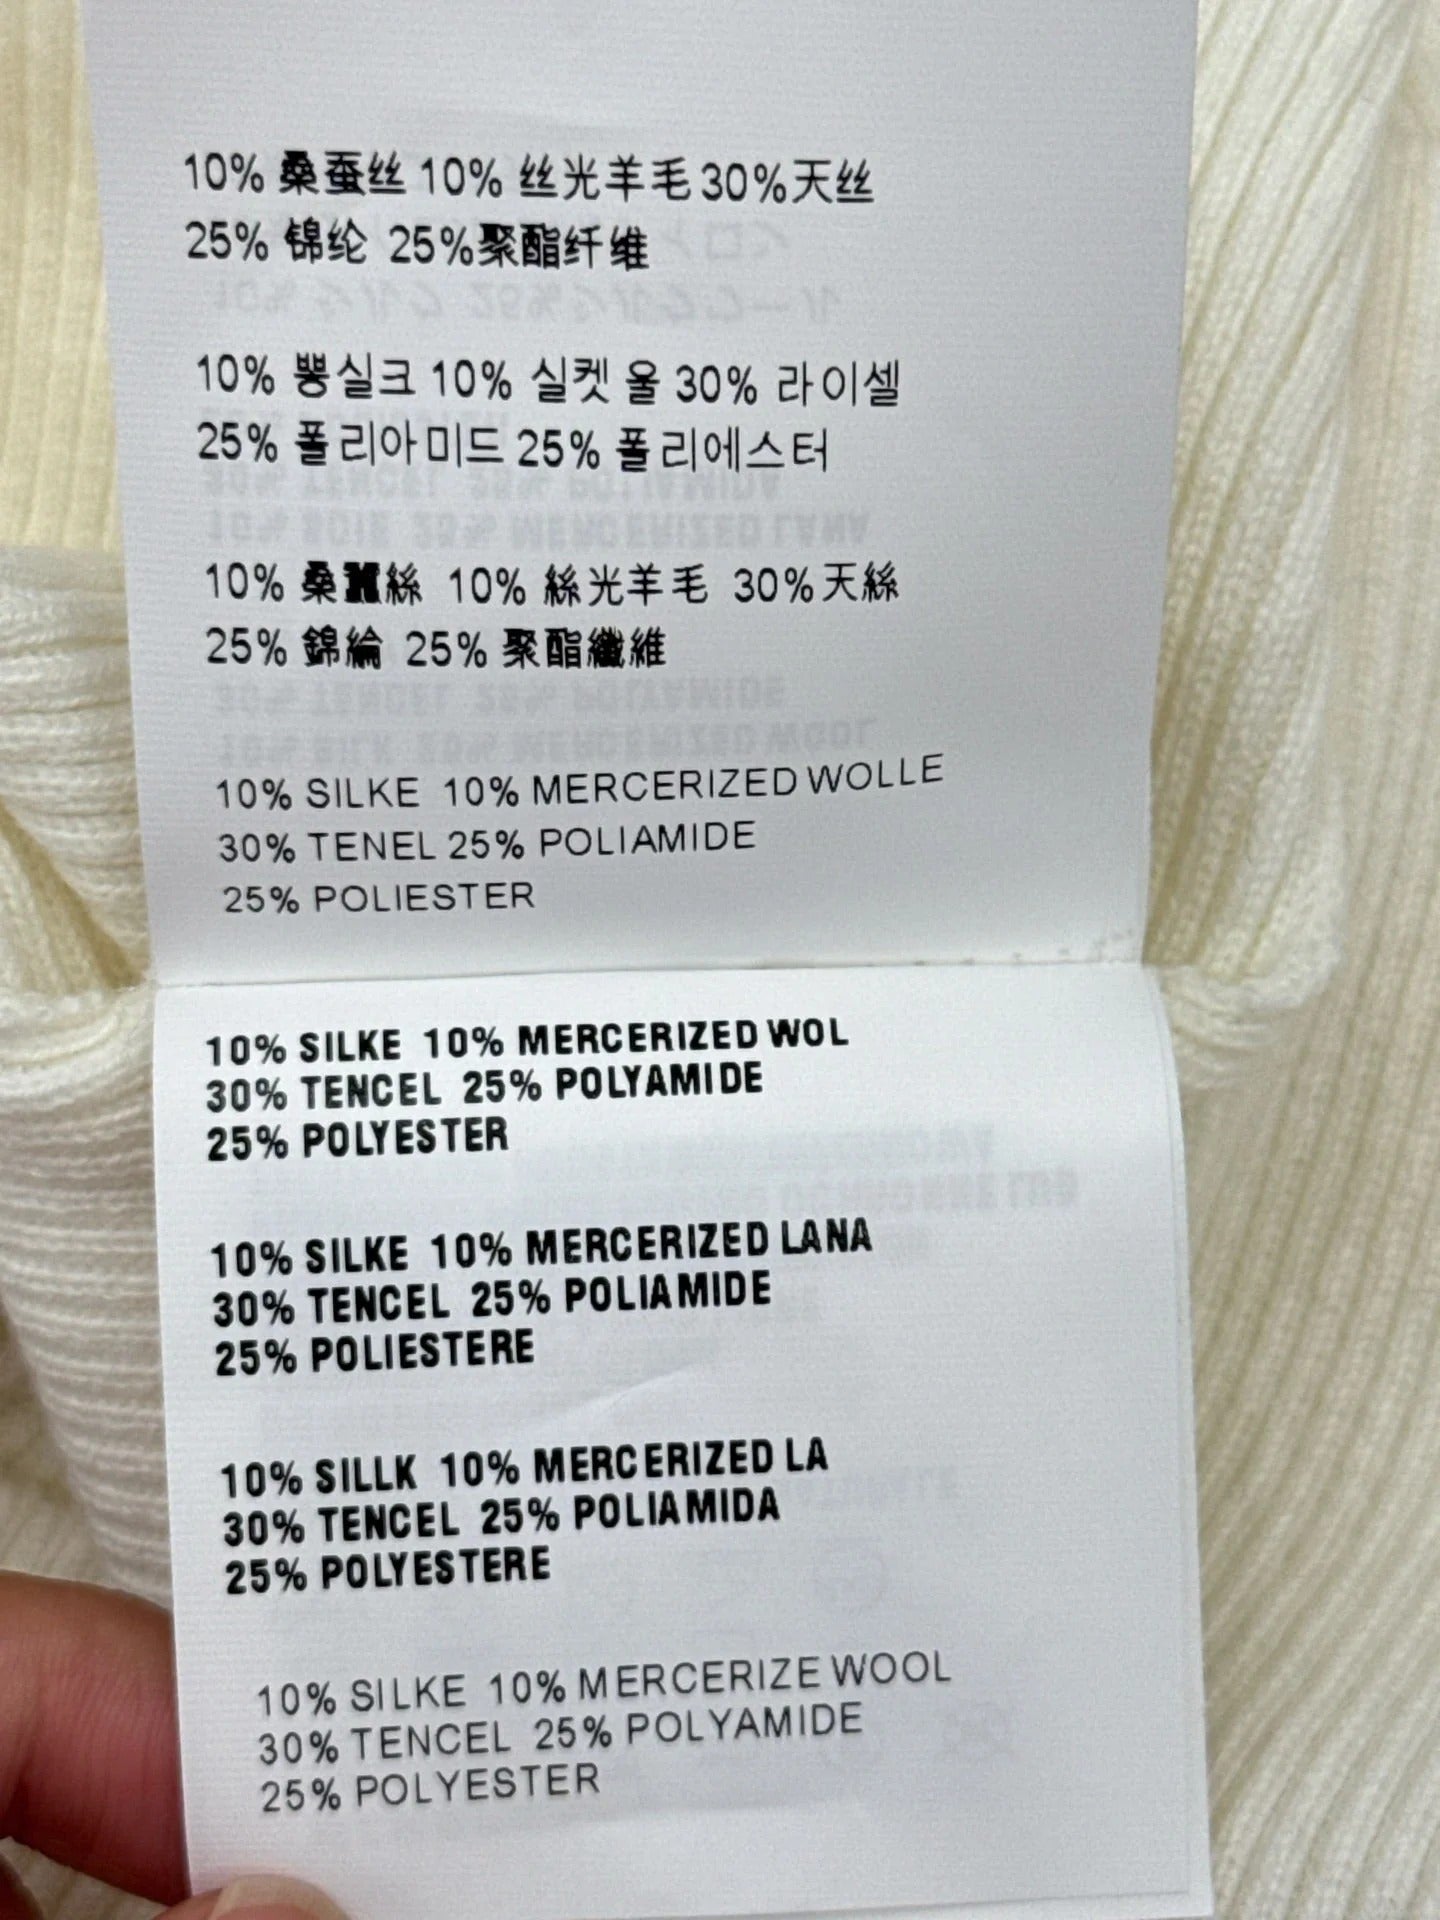 10% 桑蚕丝 10% 丝光羊毛 30%天丝
25% 锦纶 25%聚酯纤维
10% 뽕실크 10% 실켓 울 30% 라이셀
25% 폴리아미드 25% 폴리에스터
10% 桑蠶絲 10% 絲光羊毛 30%天絲
25% 錦綸 25% 聚酯纖維
10% SILKE 10% MERCERIZED WOLLE
30% TENEL 25% POLIAMIDE
25% POLIESTER
10% SILKE 10% MERCERIZED WOL
30% TENCEL 25% POLYAMIDE
25% POLYESTER
10% SILKE 10% MERCERIZED LANA
30% TENCEL 25% POLIAMIDE
25% POLIESTERE
10% SILLK 10% MERCERIZED LA
30% TENCEL 25% POLIAMIDA
25% POLYESTERE
10% SILKE 10% MERCERIZE WOOL
30% TENCEL 25% POLYAMIDE
25% POLYESTER